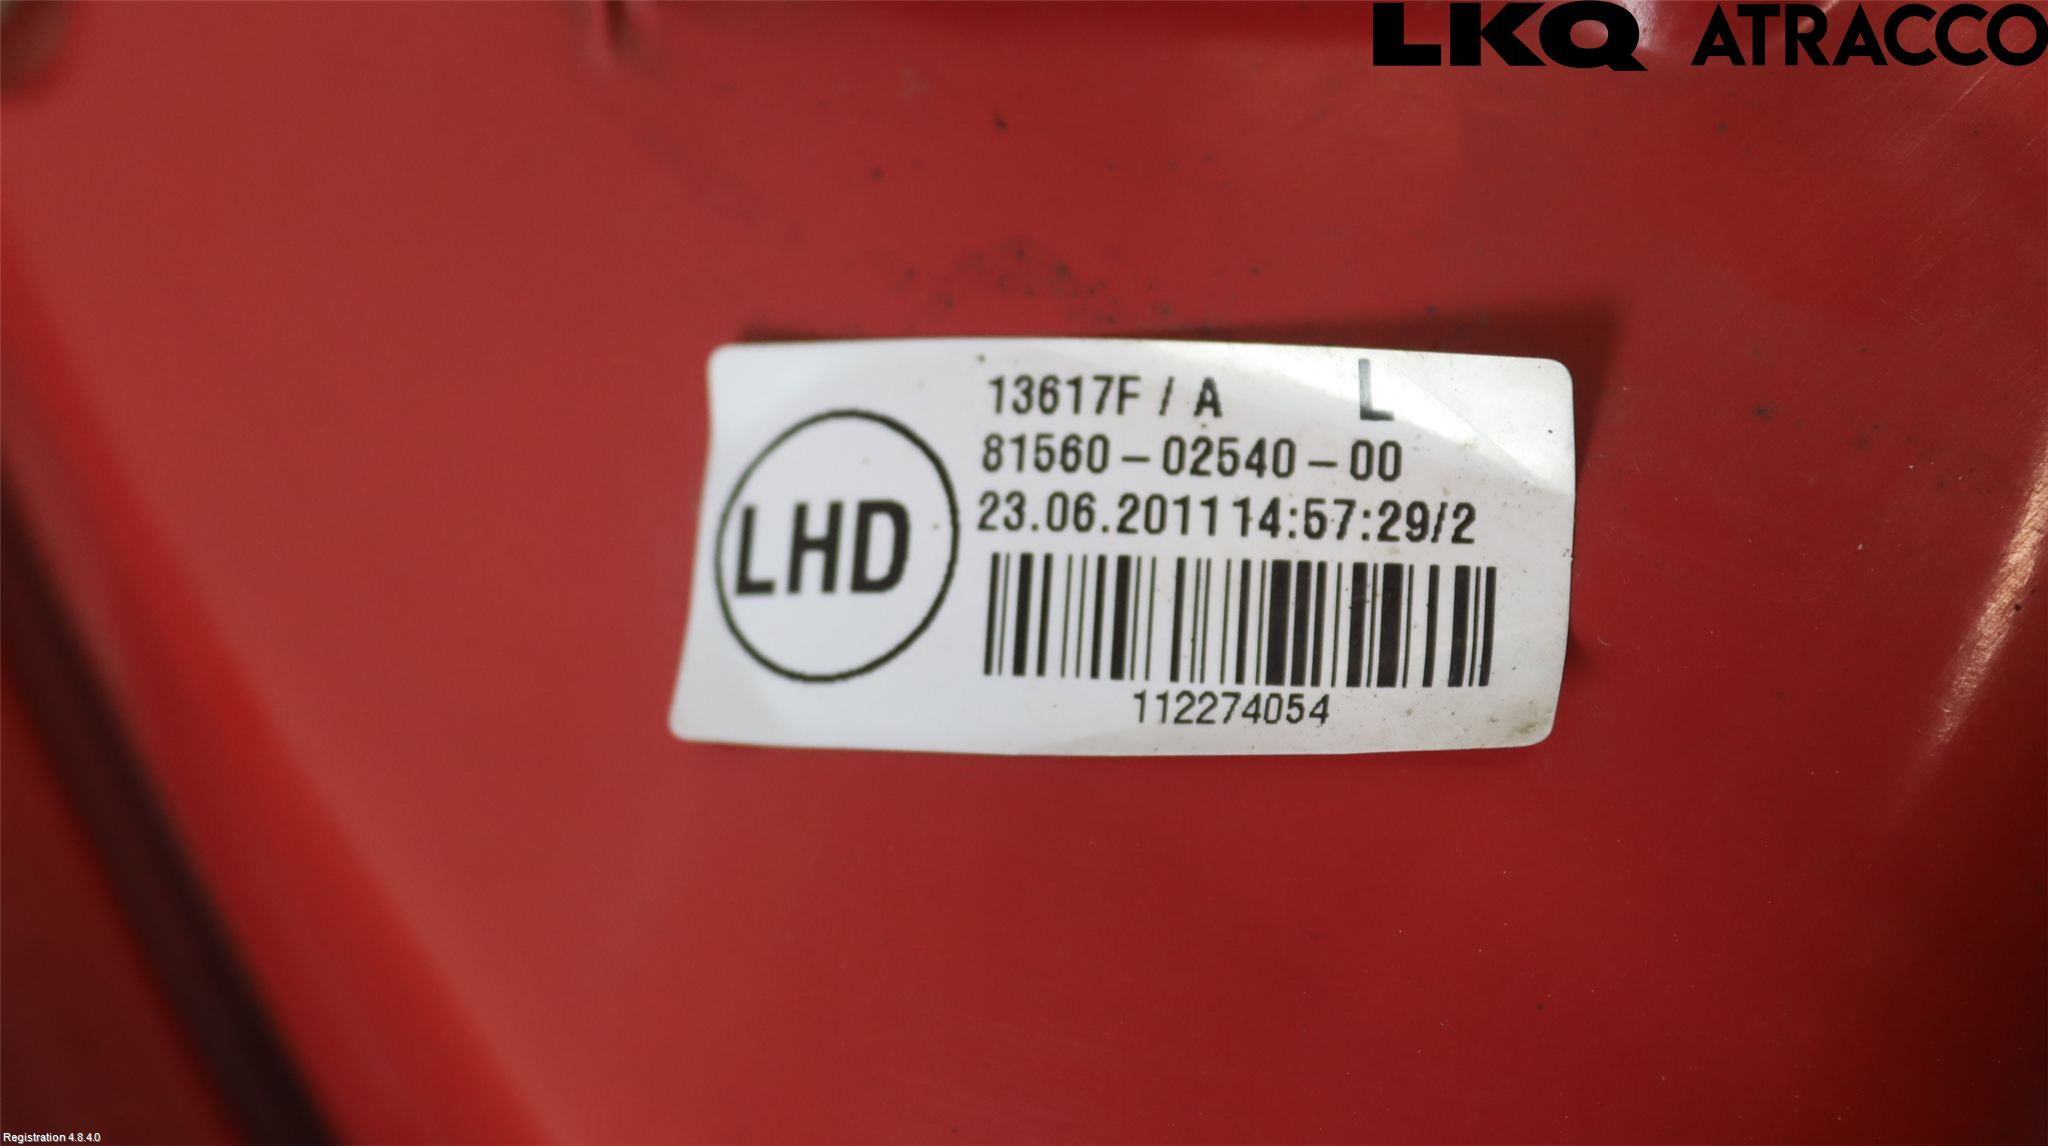 LKQ ATRACCO
13617F / A L
81560-02540-00
23.06.2011 14:57:29/2
LHD
112274054
Registration 4.8.4.0